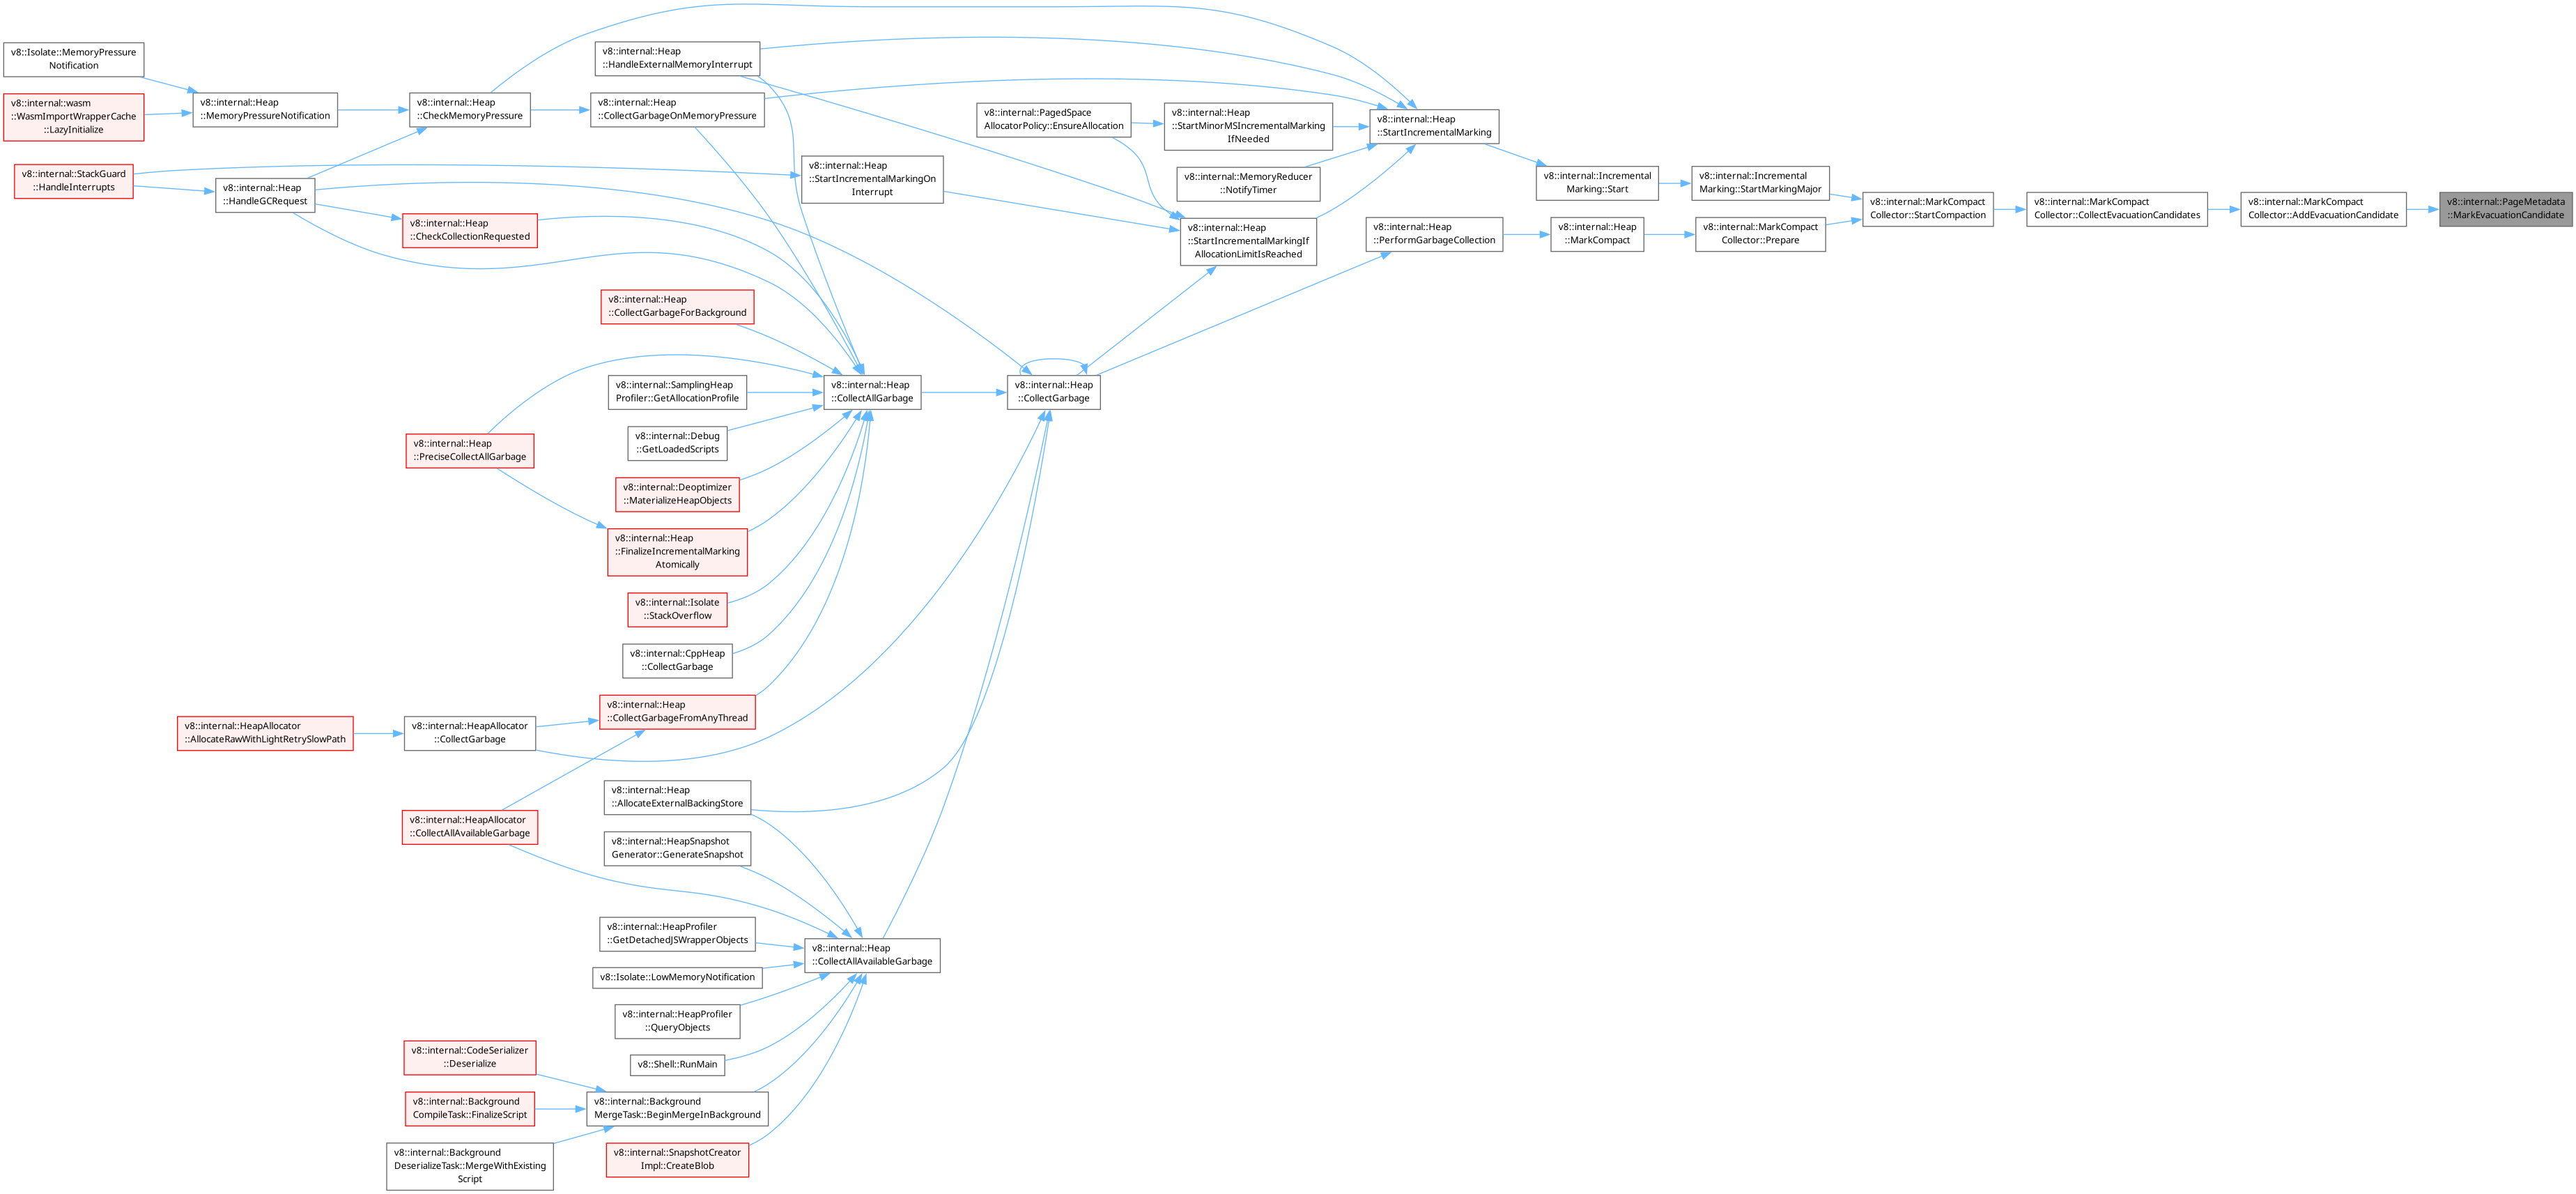 v8::Isolate::MemoryPressure
Notification
v8::internal::wasm
::WasmImportWrapperCache
::LazyInitialize
v8::internal::StackGuard
::HandleInterrupts
v8::internal::Heap
::MemoryPressureNotification
v8::internal::Heap
::HandleGCRequest
v8::internal::Heap
::CheckMemoryPressure
v8::internal::Heap
::CheckCollectionRequested
v8::internal::Heap
::HandleExternalMemoryInterrupt
v8::internal::Heap
::CollectGarbageOnMemoryPressure
v8::internal::Heap
::StartIncrementalMarkingOn
Interrupt
v8::internal::PagedSpace
AllocatorPolicy::EnsureAllocation
v8::internal::Heap
::StartMinorMSIncrementalMarking
IfNeeded
v8::internal::MemoryReducer
::NotifyTimer
v8::internal::Heap
::StartIncrementalMarkingIf
AllocationLimitIsReached
v8::internal::Heap
::StartIncrementalMarking
v8::internal::Heap
::PerformGarbageCollection
v8::internal::Incremental
Marking::Start
v8::internal::Heap
::MarkCompact
v8::internal::Incremental
Marking::StartMarkingMajor
v8::internal::MarkCompact
Collector::Prepare
v8::internal::MarkCompact
Collector::StartCompaction
v8::internal::MarkCompact
Collector::CollectEvacuationCandidates
v8::internal::MarkCompact
Collector::AddEvacuationCandidate
v8::internal::PageMetadata
::MarkEvacuationCandidate
v8::internal::Heap
::CollectGarbageForBackground
v8::internal::SamplingHeap
Profiler::GetAllocationProfile
v8::internal::Debug
::GetLoadedScripts
v8::internal::Heap
::PreciseCollectAllGarbage
v8::internal::Deoptimizer
::MaterializeHeapObjects
v8::internal::Heap
::FinalizeIncrementalMarking
Atomically
v8::internal::Isolate
::StackOverflow
v8::internal::CppHeap
::CollectGarbage
v8::internal::Heap
::CollectGarbageFromAnyThread
v8::internal::Heap
::CollectAllGarbage
v8::internal::Heap
::CollectGarbage
v8::internal::HeapAllocator
::AllocateRawWithLightRetrySlowPath
v8::internal::HeapAllocator
::CollectGarbage
v8::internal::Heap
::AllocateExternalBackingStore
v8::internal::HeapAllocator
::CollectAllAvailableGarbage
v8::internal::HeapSnapshot
Generator::GenerateSnapshot
v8::internal::HeapProfiler
::GetDetachedJSWrapperObjects
v8::internal::Heap
::CollectAllAvailableGarbage
v8::Isolate::LowMemoryNotification
v8::internal::HeapProfiler
::QueryObjects
v8::Shell::RunMain
v8::internal::CodeSerializer
::Deserialize
v8::internal::Background
CompileTask::FinalizeScript
v8::internal::Background
MergeTask::BeginMergeInBackground
v8::internal::Background
DeserializeTask::MergeWithExisting
Script
v8::internal::SnapshotCreator
Impl::CreateBlob